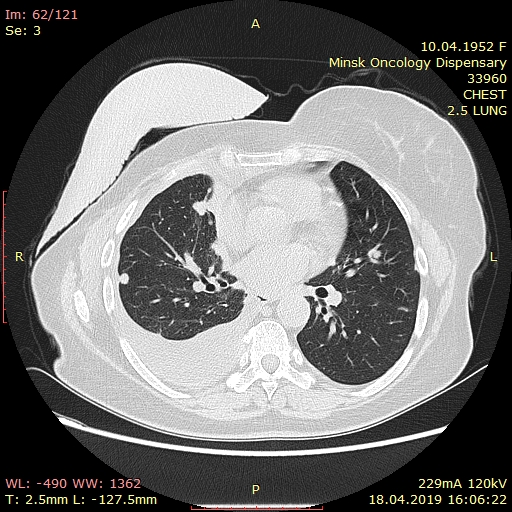 Im: 62/121
Se: 3
A
10.04.1952 F
Minsk Oncology Dispensary
33960
CHEST
2.5 LUNG
R
L
WL: -490 WW: 1362
T: 2.5mm L: -127.5mm
P
229mA 120kV
18.04.2019 16:06:22